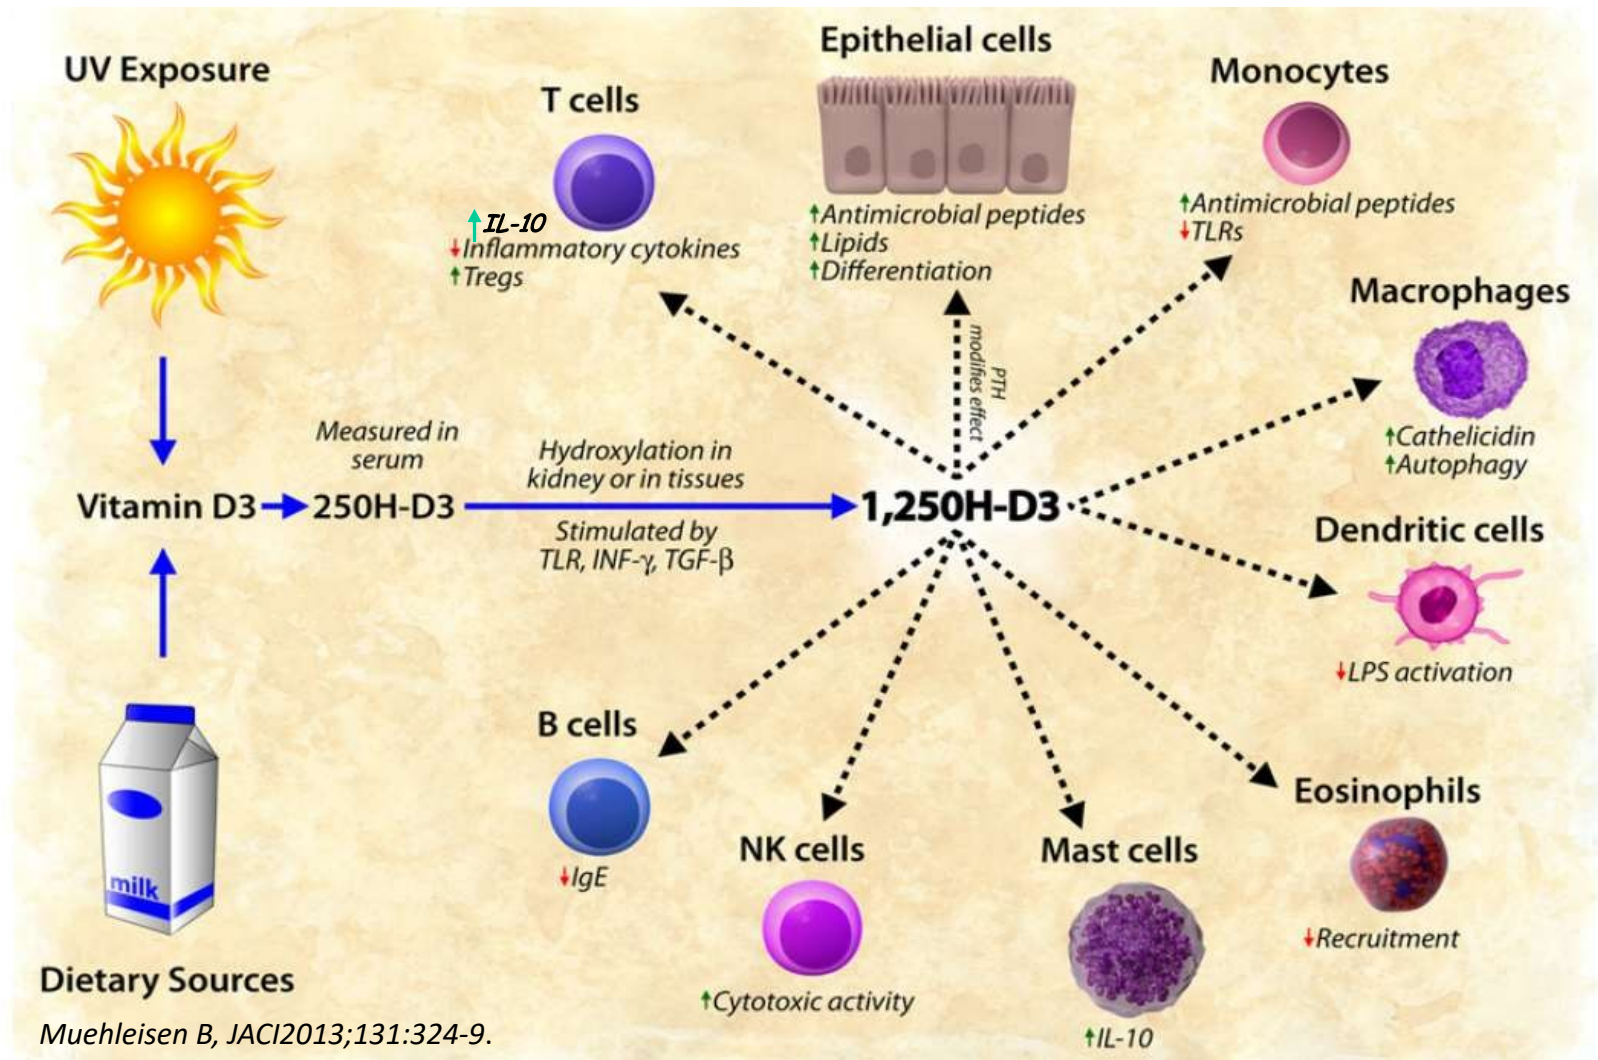 UV Exposure
T cells
↑IL-10
↓Inflammatory cytokines
↑Tregs
Epithelial cells
↑Antimicrobial peptides
↑Lipids
↑Differentiation
Monocytes
↑Antimicrobial peptides
↓TLRs
Macrophages
↑Cathelicidin
↑Autophagy
PTH
modifies effect
Measured in
serum
Hydroxylation in
kidney or in tissues
Vitamin D3
250H-D3
1,250H-D3
Stimulated by
TLR, INF-γ, TGF-β
Dendritic cells
↓LPS activation
B cells
↓IgE
NK cells
↑Cytotoxic activity
Mast cells
↑IL-10
Eosinophils
↓Recruitment
milk
Dietary Sources
Muehleisen B, JACI2013;131:324-9.